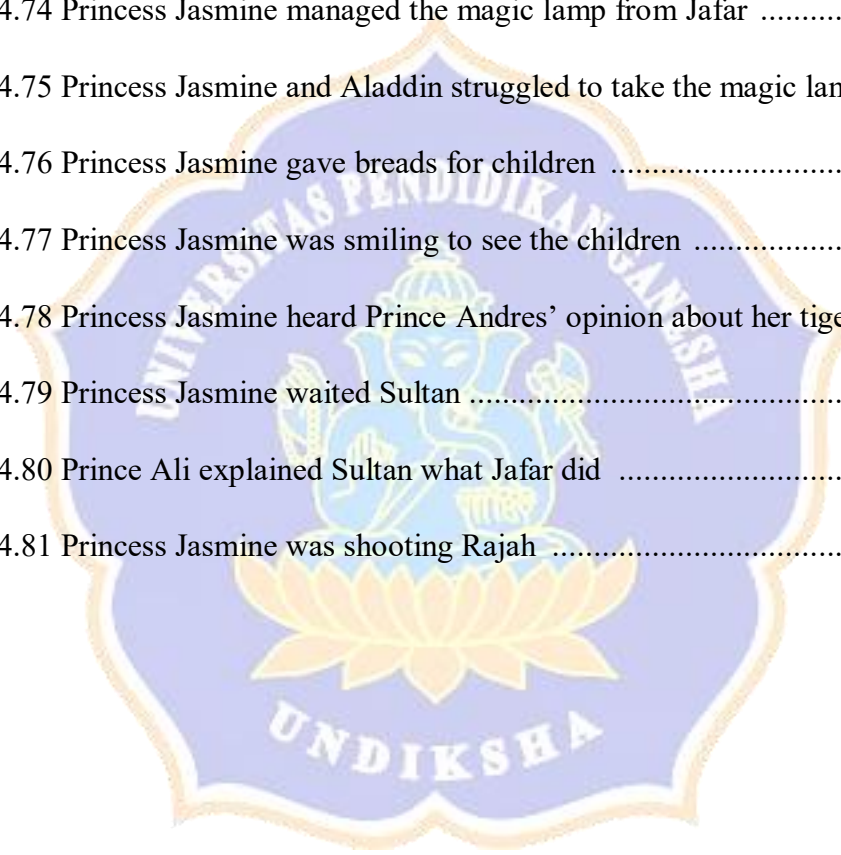 4.74 Princess Jasmine managed the magic lamp from Jafar ..........
4.75 Princess Jasmine and Aladdin struggled to take the magic
4.76 Princess Jasmine gave breads for children ..........................
4.77 Princess Jasmine was smiling to see the children .................
4.78 Princess Jasmine heard Prince Andres’ opinion about her
4.79 Princess Jasmine waited Sultan ..........................................
4.80 Prince Ali explained Sultan what Jafar did .........................
4.81 Princess Jasmine was shooting Rajah .................................
UNIVERSITAS PENDIDIKAN GANESHA
UNDIKSHA